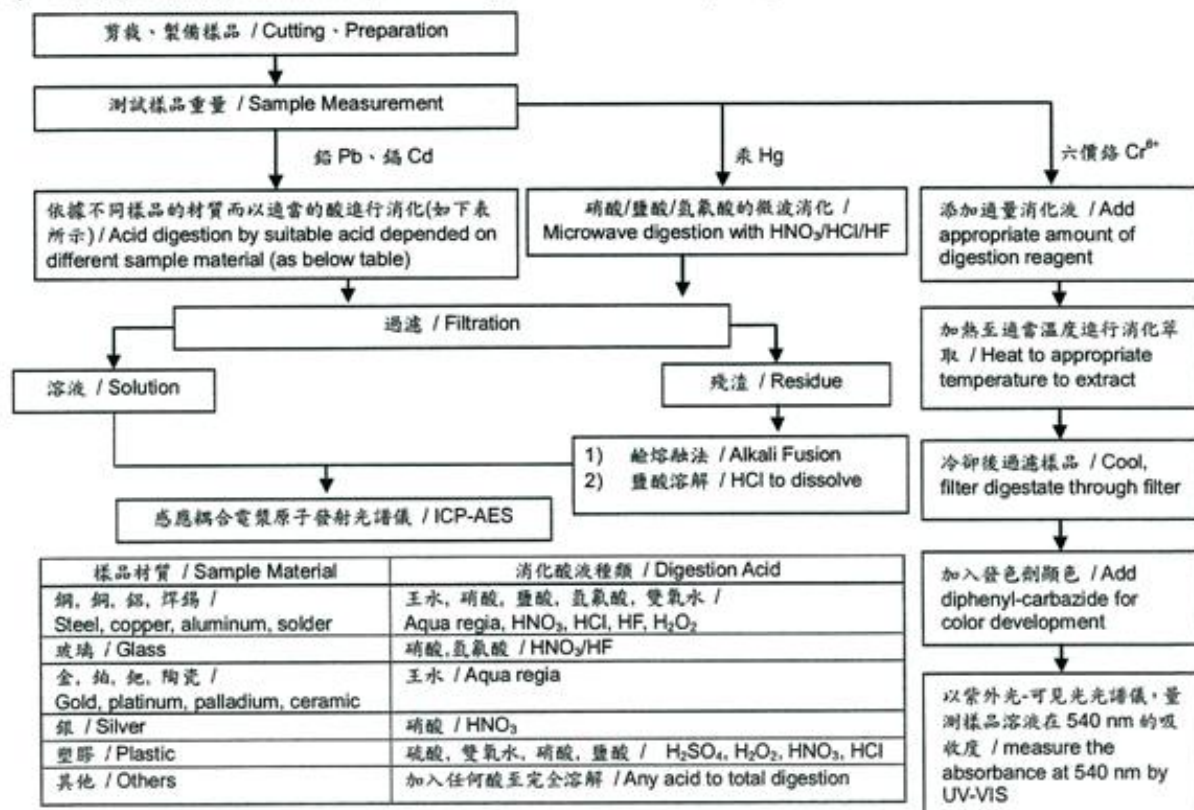 剪裁、製備樣品 / Cutting、Preparation
測試樣品重量 / Sample Measurement
鉛 Pb、鎘 Cd
汞 Hg
六價鉻 Cr⁶⁺
依據不同樣品的材質而以適當的酸進行消化(如下表
所示) / Acid digestion by suitable acid depended on
different sample material (as below table)
硝酸/鹽酸/氫氟酸的微波消化 /
Microwave digestion with HNO₃/HCl/HF
添加適量消化液 / Add
appropriate amount of
digestion reagent
過濾 / Filtration
加熱至適當溫度進行消化萃
取 / Heat to appropriate
temperature to extract
溶液 / Solution
殘渣 / Residue
1) 鹼熔融法 / Alkali Fusion
2) 鹽酸溶解 / HCl to dissolve
冷卻後過濾樣品 / Cool,
filter digestate through filter
感應耦合電漿原子發射光譜儀 / ICP-AES
加入發色劑顯色 / Add
diphenyl-carbazide for
color development
以紫外光-可見光光譜儀,量
測樣品溶液在 540 nm 的吸
收度 / measure the
absorbance at 540 nm by
UV-VIS
樣品材質 / Sample Material 消化酸液種類 / Digestion Acid
鋼, 銅, 鋁, 焊錫 / 王水, 硝酸, 鹽酸, 氫氟酸, 雙氧水 /
Steel, copper, aluminum, solder Aqua regia, HNO₃, HCl, HF, H₂O₂
玻璃 / Glass 硝酸,氫氟酸 / HNO₃/HF
金, 鉑, 鈀, 陶瓷 / 王水 / Aqua regia
Gold, platinum, palladium, ceramic
銀 / Silver 硝酸 / HNO₃
塑膠 / Plastic 硫酸, 雙氧水, 硝酸, 鹽酸 / H₂SO₄, H₂O₂, HNO₃, HCl
其他 / Others 加入任何酸至完全溶解 / Any acid to total digestion